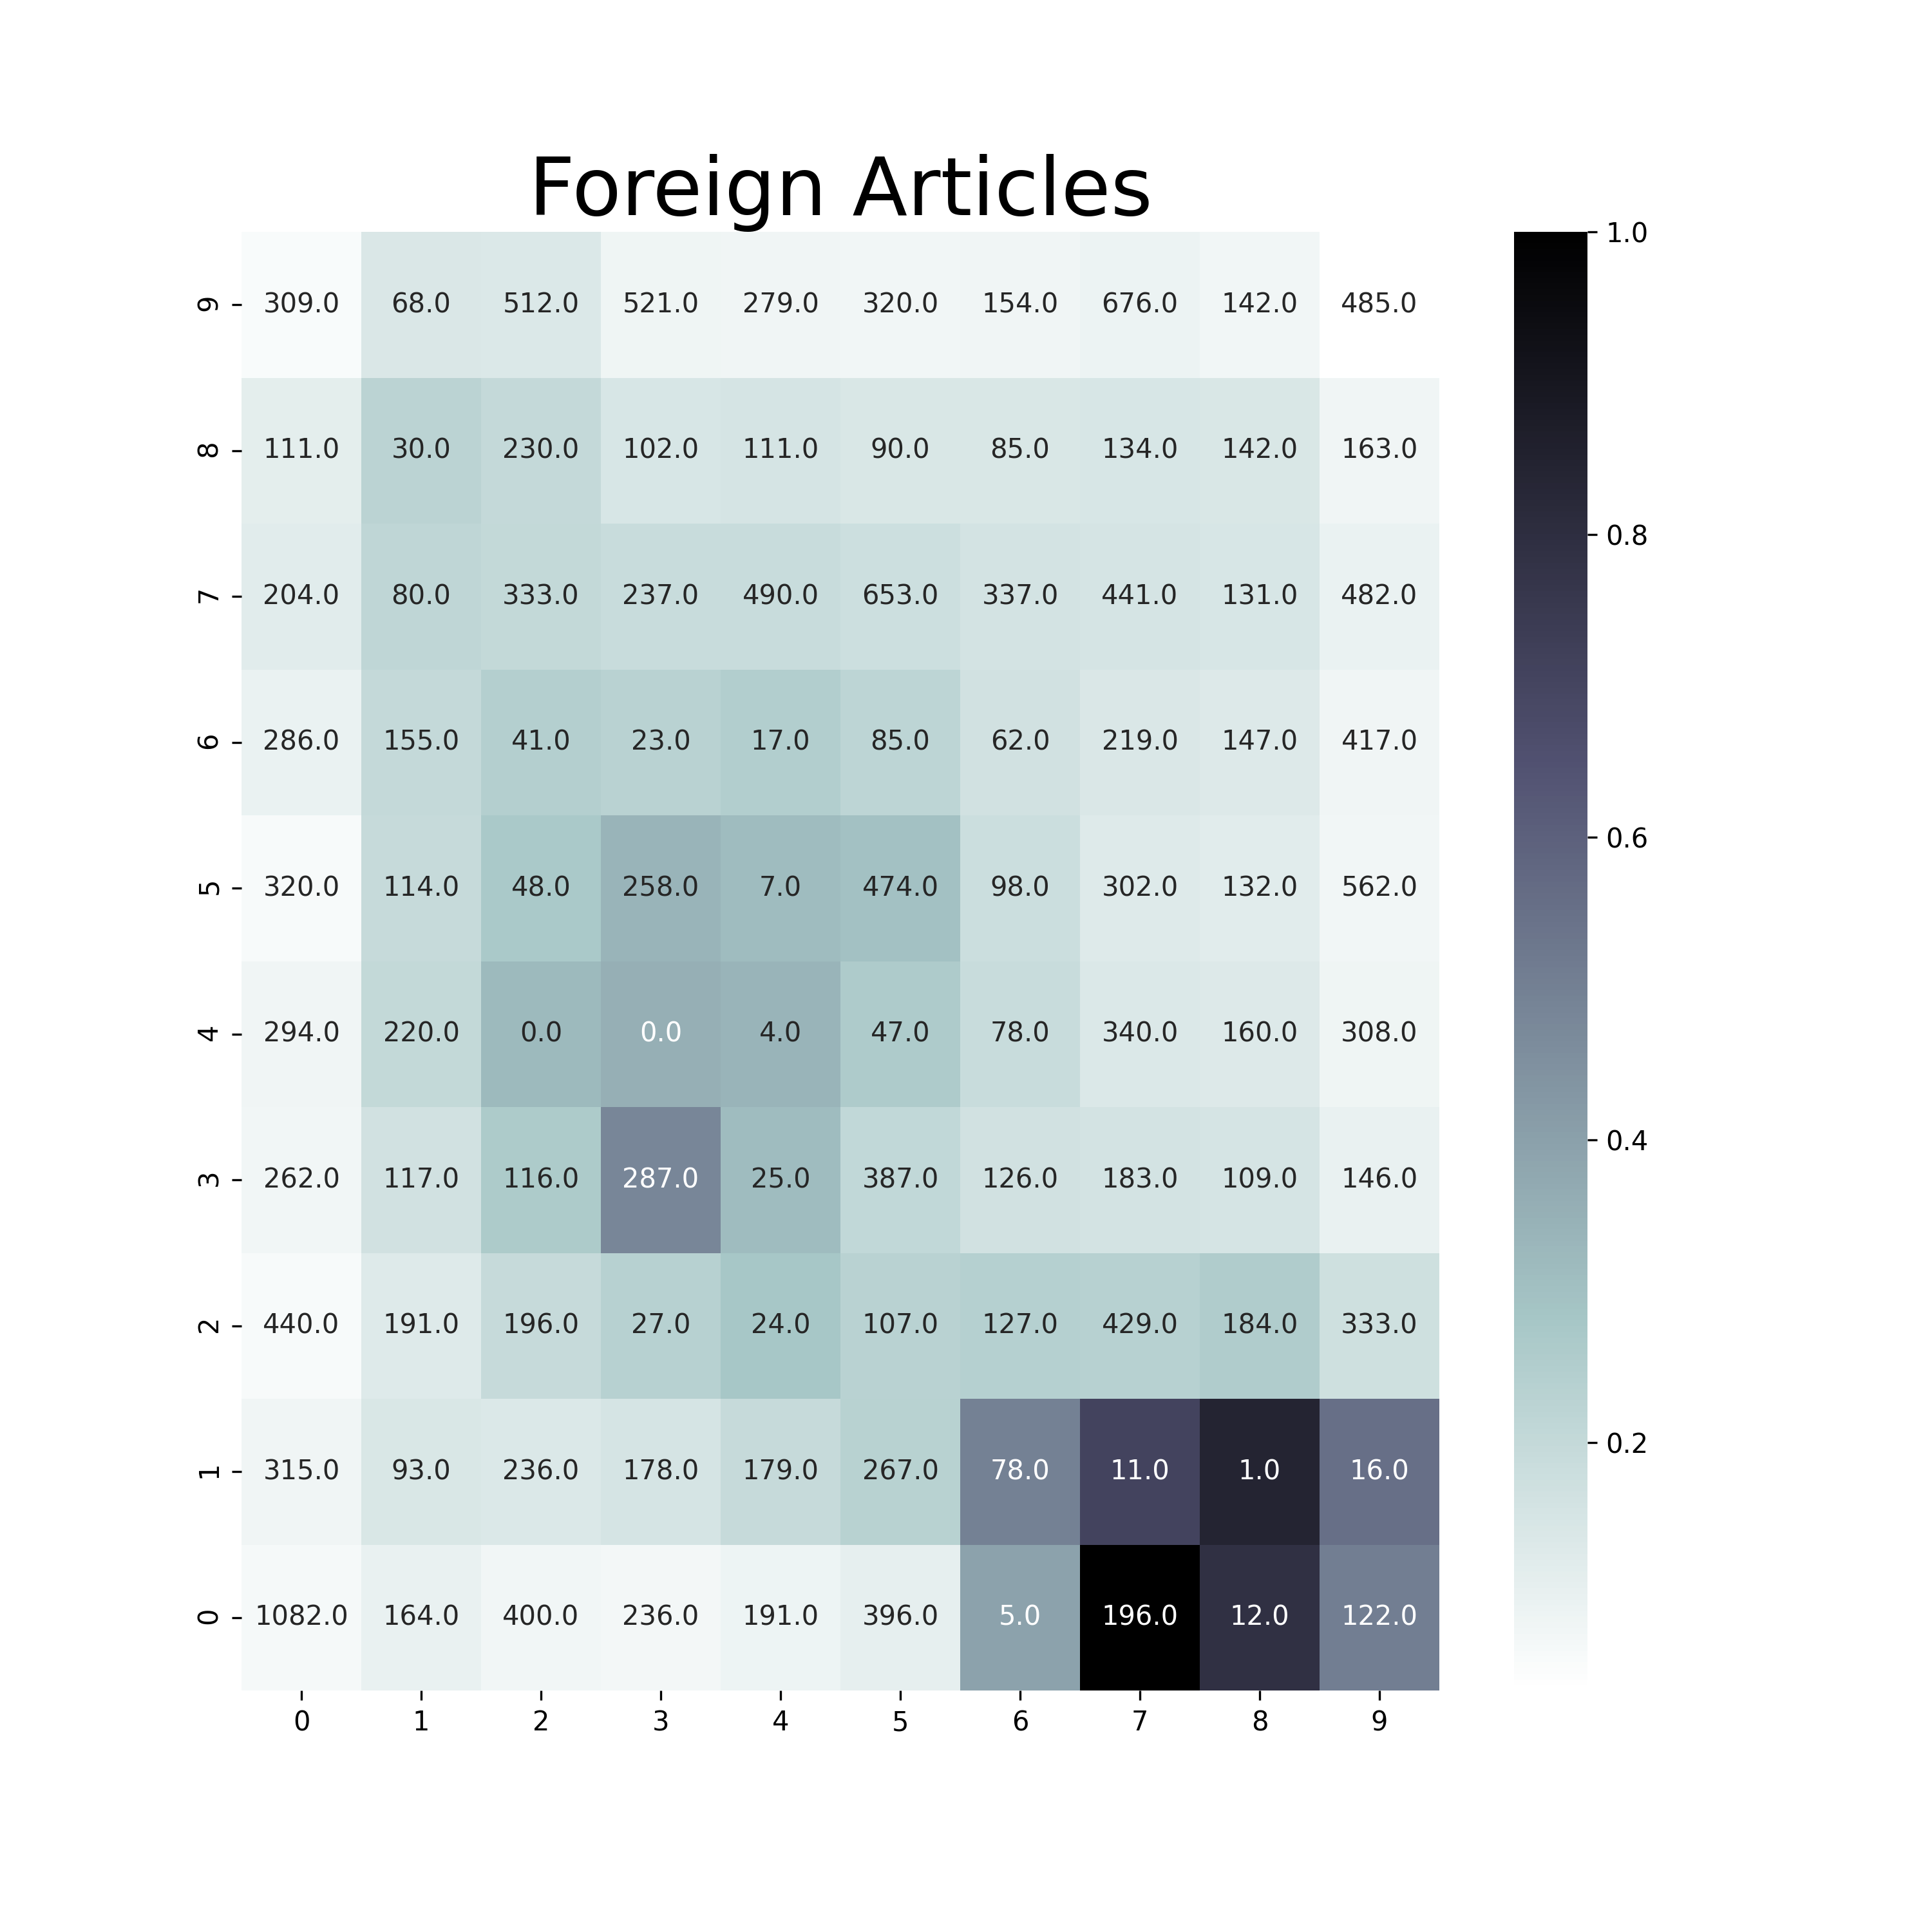 Foreign Articles
1.0
9 309.0 68.0 512.0 521.0 279.0 320.0 154.0 676.0 142.0 485.0
8 111.0 30.0 230.0 102.0 111.0 90.0 85.0 134.0 142.0 163.0
0.8
7 204.0 80.0 333.0 237.0 490.0 653.0 337.0 441.0 131.0 482.0
6 286.0 155.0 41.0 23.0 17.0 85.0 62.0 219.0 147.0 417.0
0.6
5 320.0 114.0 48.0 258.0 7.0 474.0 98.0 302.0 132.0 562.0
4 294.0 220.0 0.0 0.0 4.0 47.0 78.0 340.0 160.0 308.0
0.4
3 262.0 117.0 116.0 287.0 25.0 387.0 126.0 183.0 109.0 146.0
2 440.0 191.0 196.0 27.0 24.0 107.0 127.0 429.0 184.0 333.0
0.2
1 315.0 93.0 236.0 178.0 179.0 267.0 78.0 11.0 1.0 16.0
0 1082.0 164.0 400.0 236.0 191.0 396.0 5.0 196.0 12.0 122.0
0 1 2 3 4 5 6 7 8 9